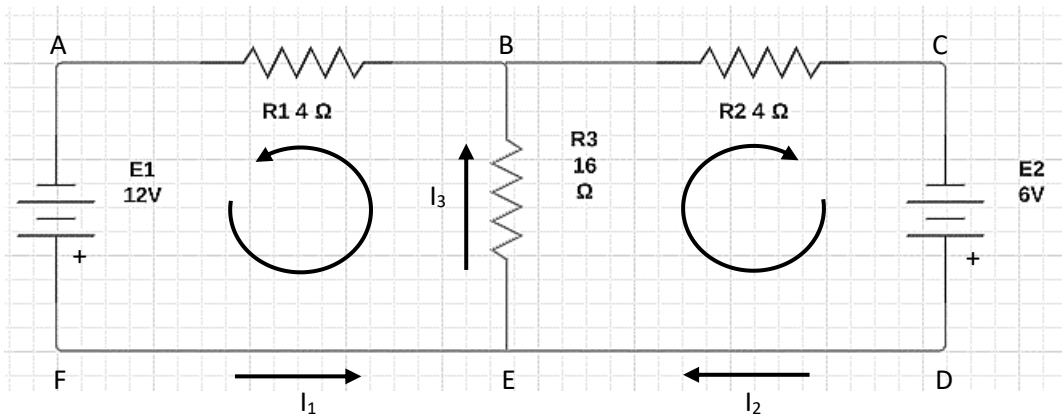 A
B
C
R1 4 Ω
R2 4 Ω
E1
12V
+
I₃
R3
16
Ω
E2
6V
+
F
I₁
E
I₂
D